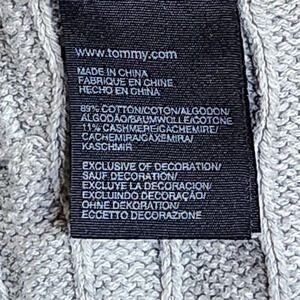 www.tommy.com
MADE IN CHINA
FABRIQUE EN CHINE
HECHO EN CHINA
89% COTTON/COTON/ALGODON/
ALGODÃO/BAUMWOLLE/COTONE
11% CASHMERE/CACHEMIRE/
CACHEMIRA/CAXEMIRA/
KASCHMIR
EXCLUSIVE OF DECORATION/
SAUF DECORATION/
EXCLUYE LA DECORACION/
EXCLUINDO DECORAÇÃO/
OHNE DEKORATION/
ECCETTO DECORAZIONE